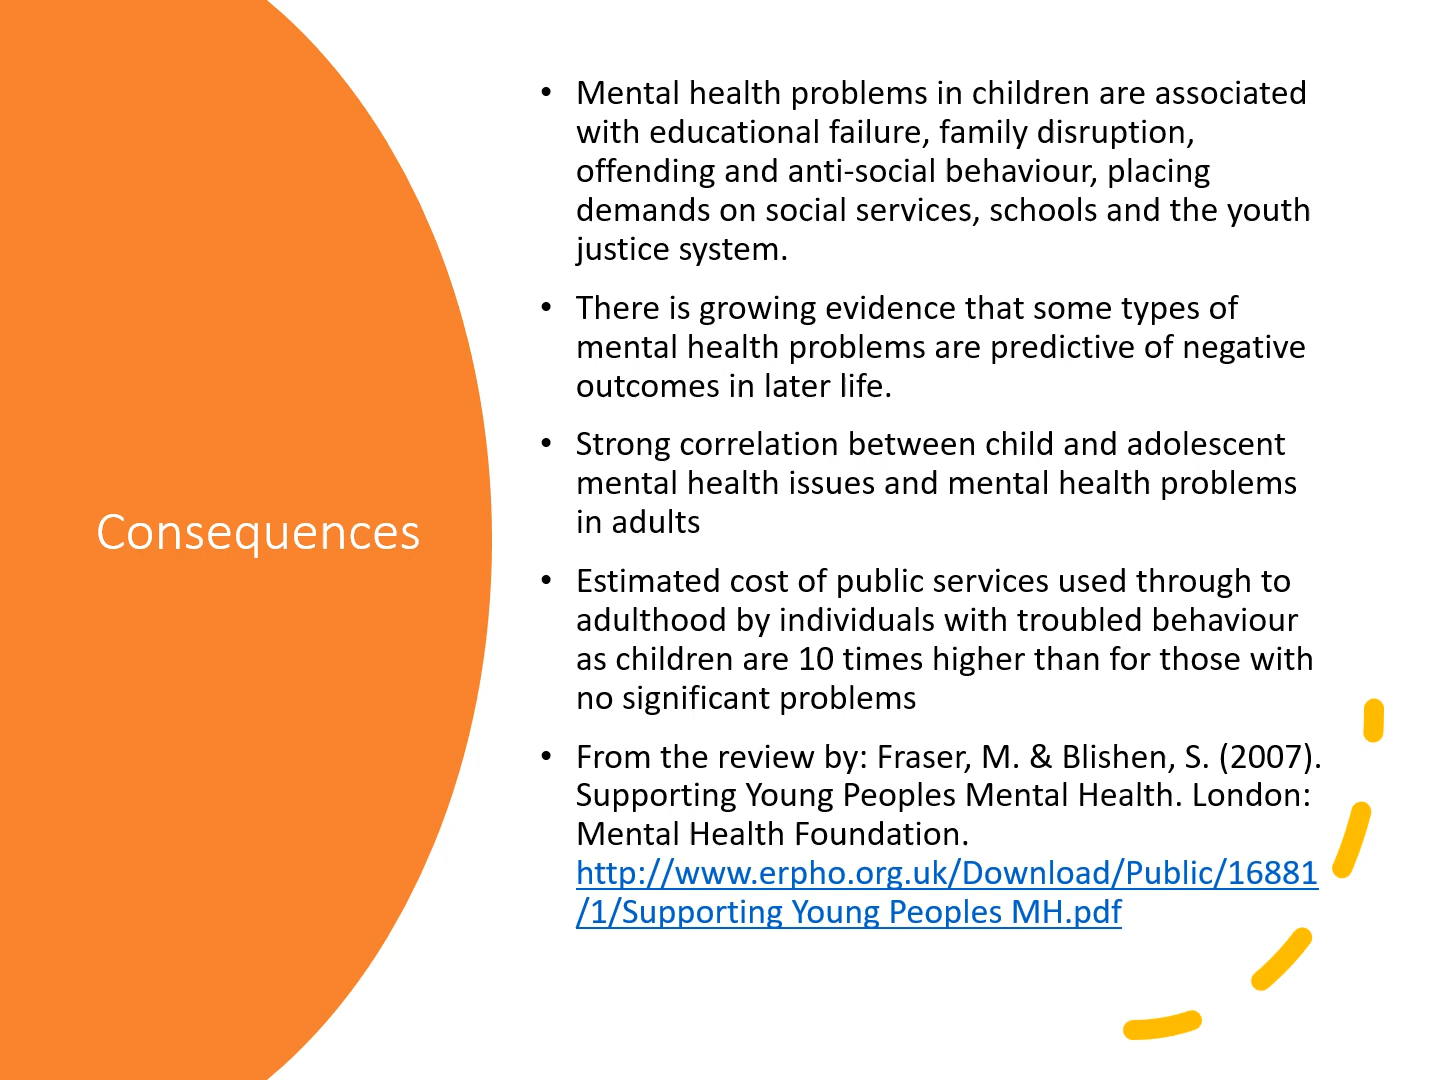 Consequences
• Mental health problems in children are associated
with educational failure, family disruption,
offending and anti-social behaviour, placing
demands on social services, schools and the youth
justice system.
• There is growing evidence that some types of
mental health problems are predictive of negative
outcomes in later life.
• Strong correlation between child and adolescent
mental health issues and mental health problems
in adults
• Estimated cost of public services used through to
adulthood by individuals with troubled behaviour
as children are 10 times higher than for those with
no significant problems
• From the review by: Fraser, M. & Blishen, S. (2007).
Supporting Young Peoples Mental Health. London:
Mental Health Foundation.
http://www.erpho.org.uk/Download/Public/16881
/1/Supporting Young Peoples MH.pdf